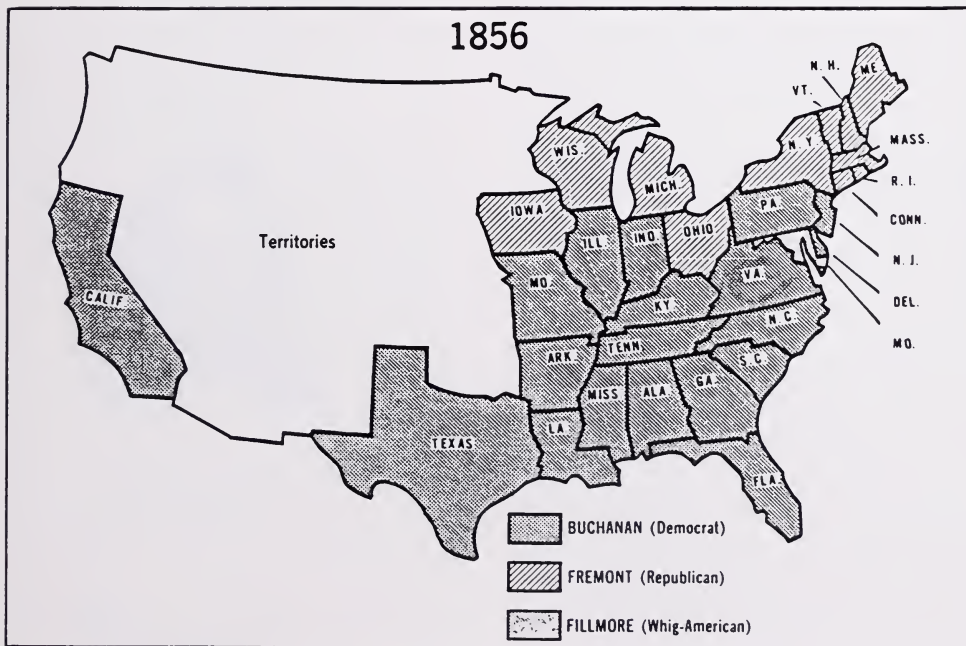 1856
N. H.
ME.
VT.
N. Y.
MASS.
WIS.
MICH.
R. I.
PA.
CONN.
IOWA
OHIO
Territories
ILL.
IND.
N. J.
MO.
VA.
CALIF
KY.
DEL.
N.C.
TENN.
MD.
ARK.
S.C.
MISS
ALA.
GA.
TEXAS
LA.
FLA.
BUCHANAN (Democrat)
FREMONT (Republican)
FILLMORE (Whig-American)